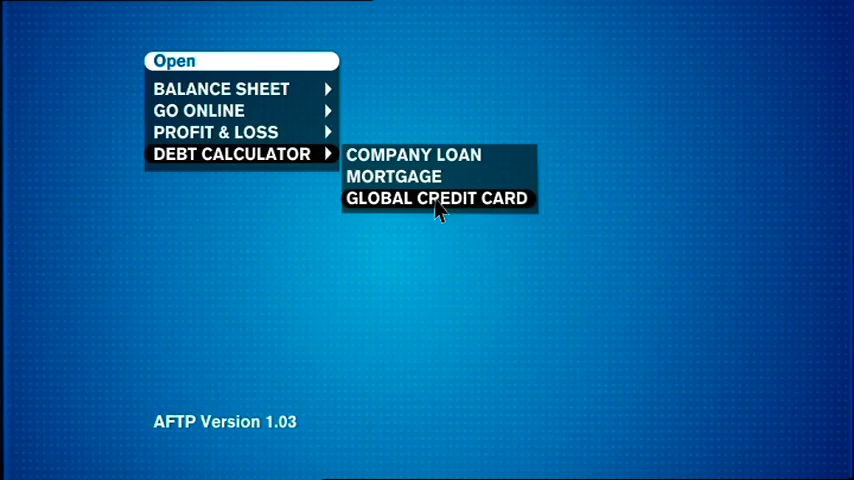 Open
BALANCE SHEET
GO ONLINE
PROFIT & LOSS
DEBT CALCULATOR
COMPANY LOAN
MORTGAGE
GLOBAL CREDIT CARD
AFTP Version 1.03